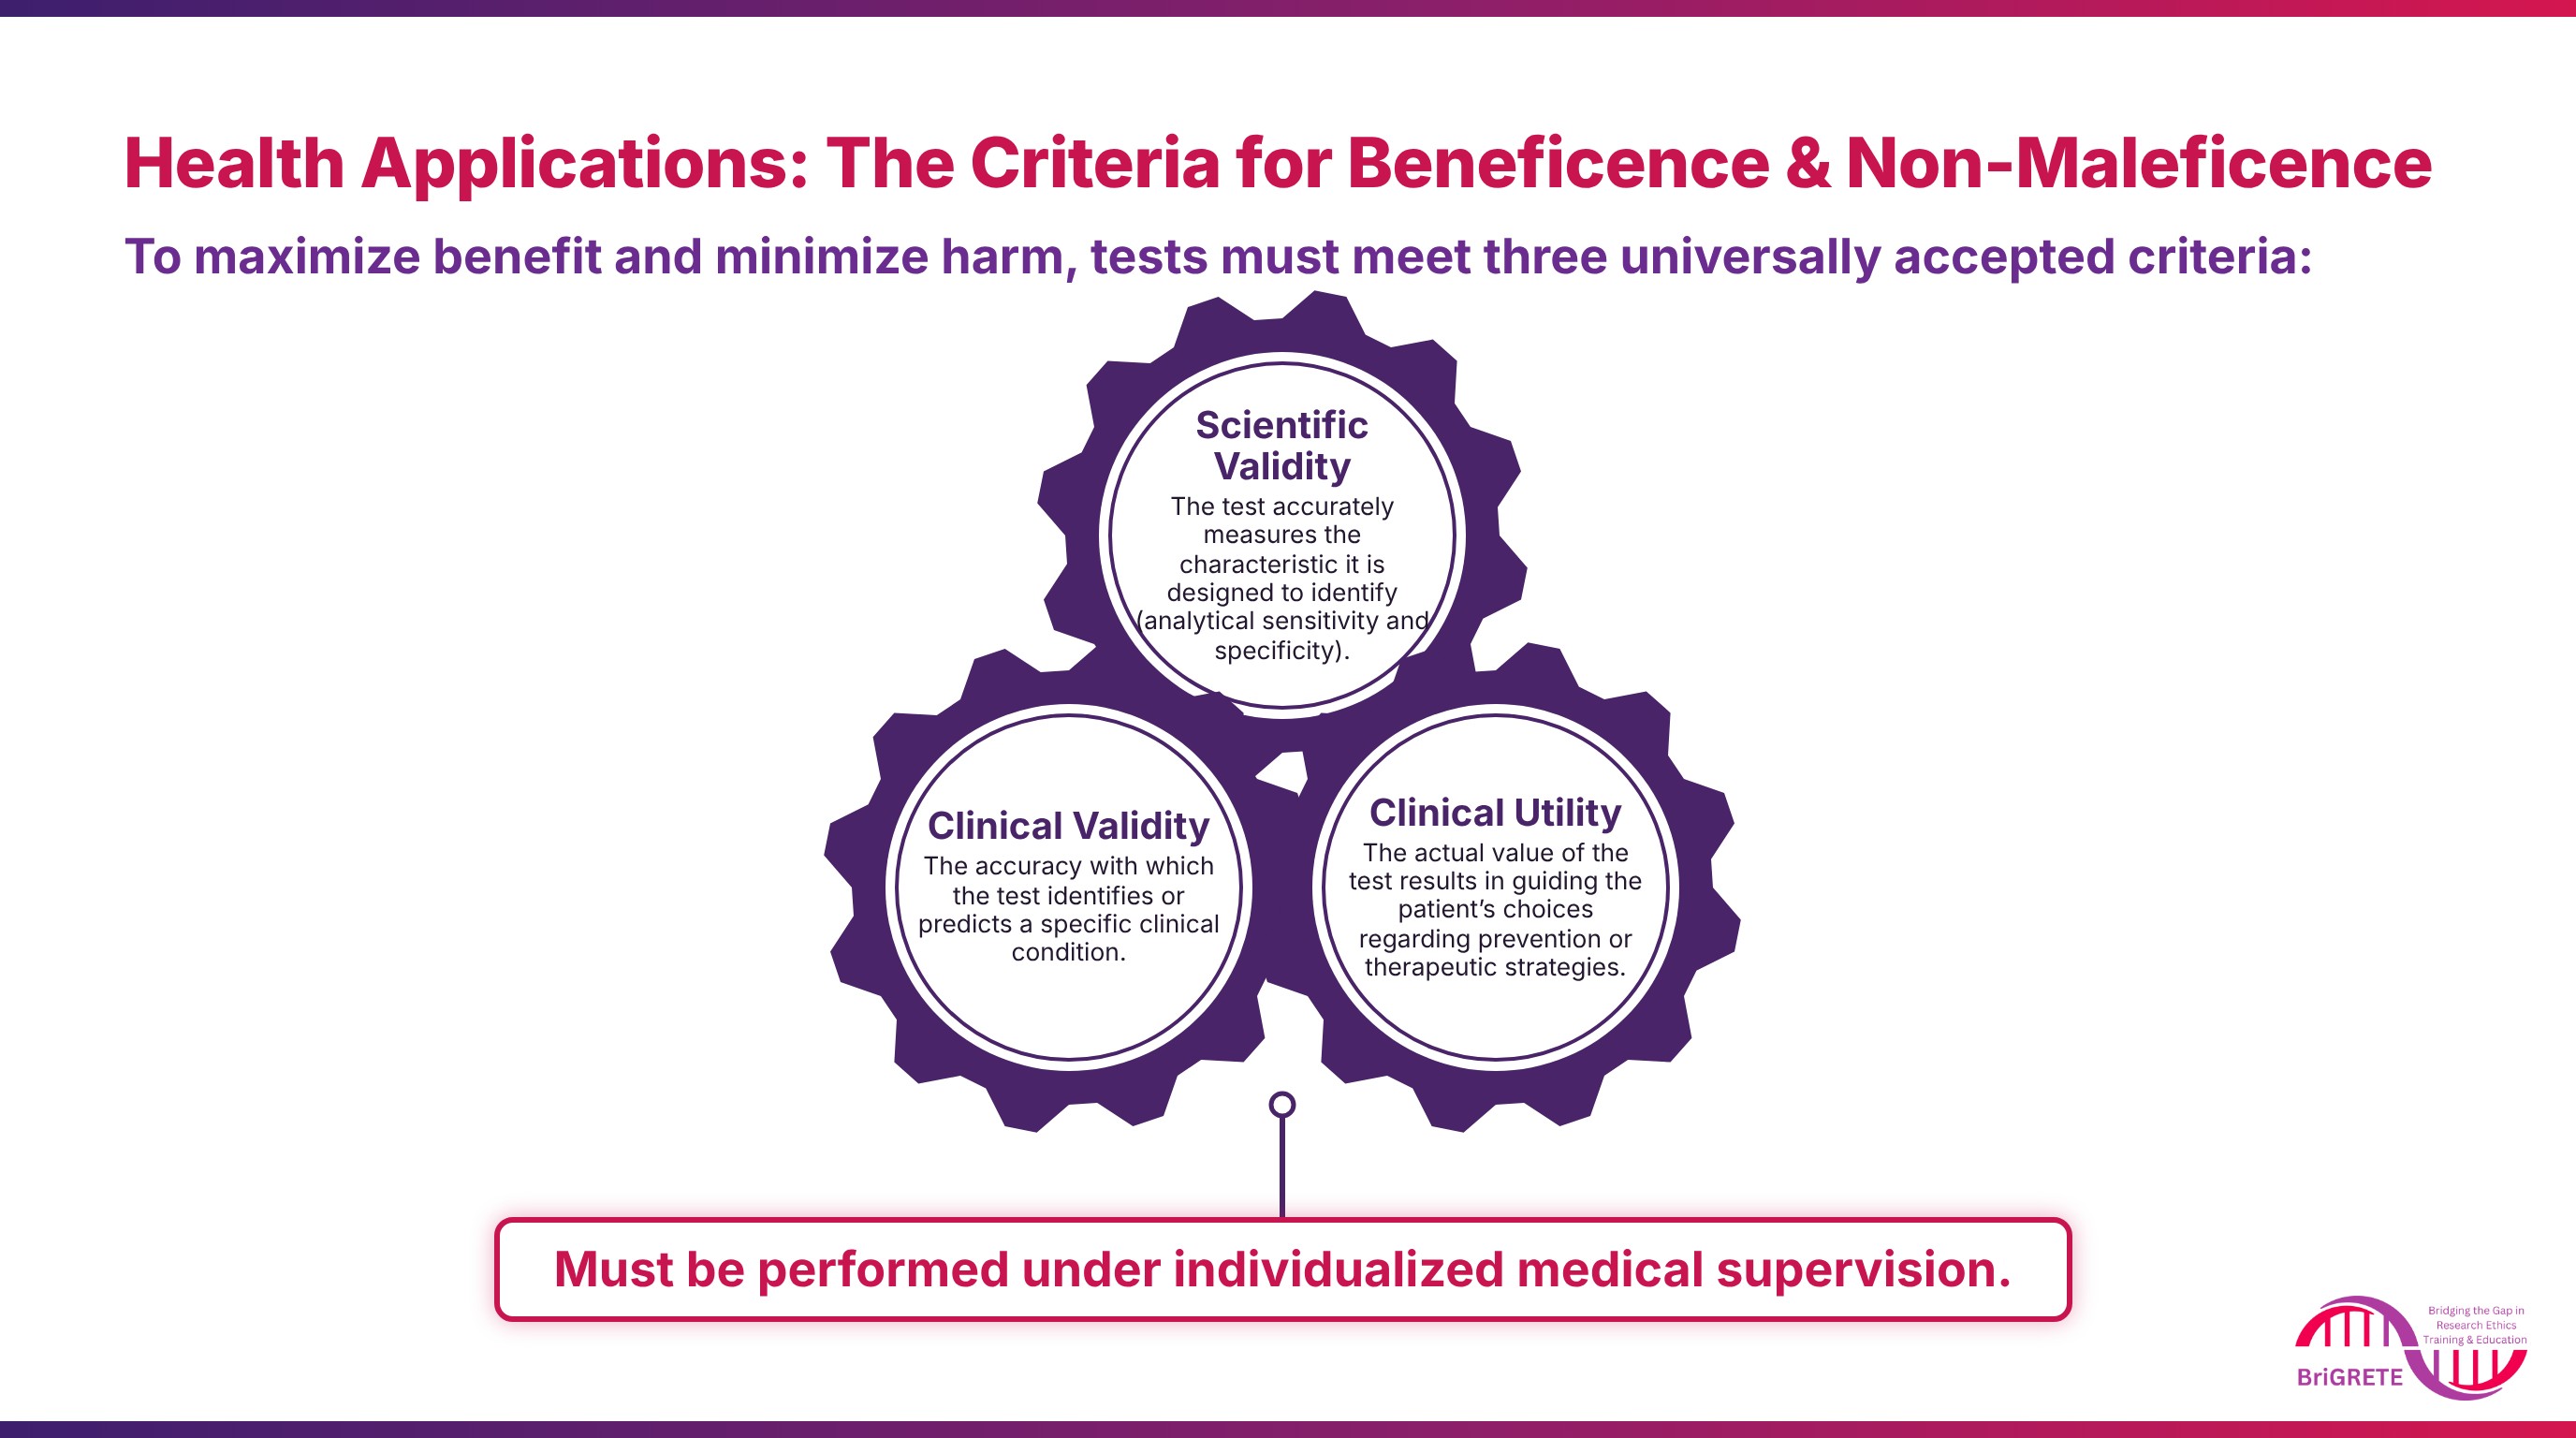 Health Applications: The Criteria for Beneficence & Non-Maleficence
To maximize benefit and minimize harm, tests must meet three universally accepted criteria:
Scientific
Validity
The test accurately
measures the
characteristic it is
designed to identify
(analytical sensitivity and
specificity).
Clinical Validity
The accuracy with which
the test identifies or
predicts a specific clinical
condition.
Clinical Utility
The actual value of the
test results in guiding the
patient’s choices
regarding prevention or
therapeutic strategies.
Must be performed under individualized medical supervision.
Bridging the Gap in
Research Ethics
Training & Education
BriGRETE